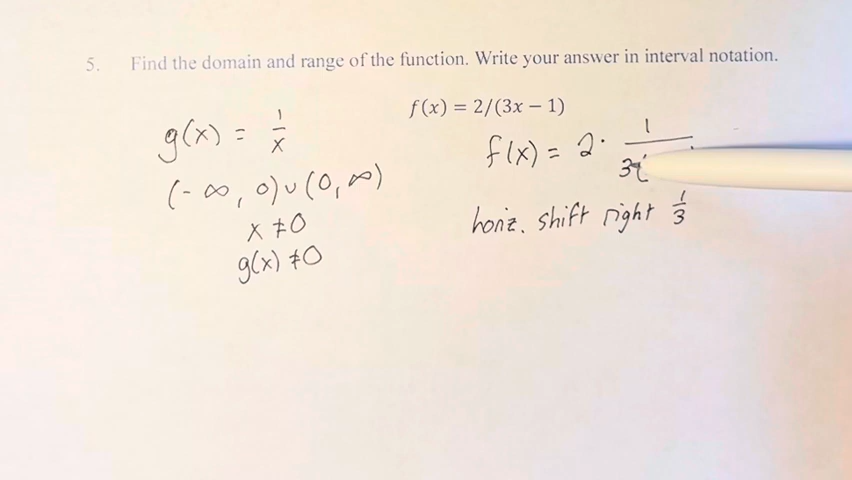 5. Find the domain and range of the function. Write your answer in interval notation.
f(x) = 2/(3x − 1)
g(x) = 1/x
(-∞, 0) ∪ (0, ∞)
x ≠ 0
g(x) ≠ 0
f(x) = 2 · 1/3
horiz. shift right 1/3